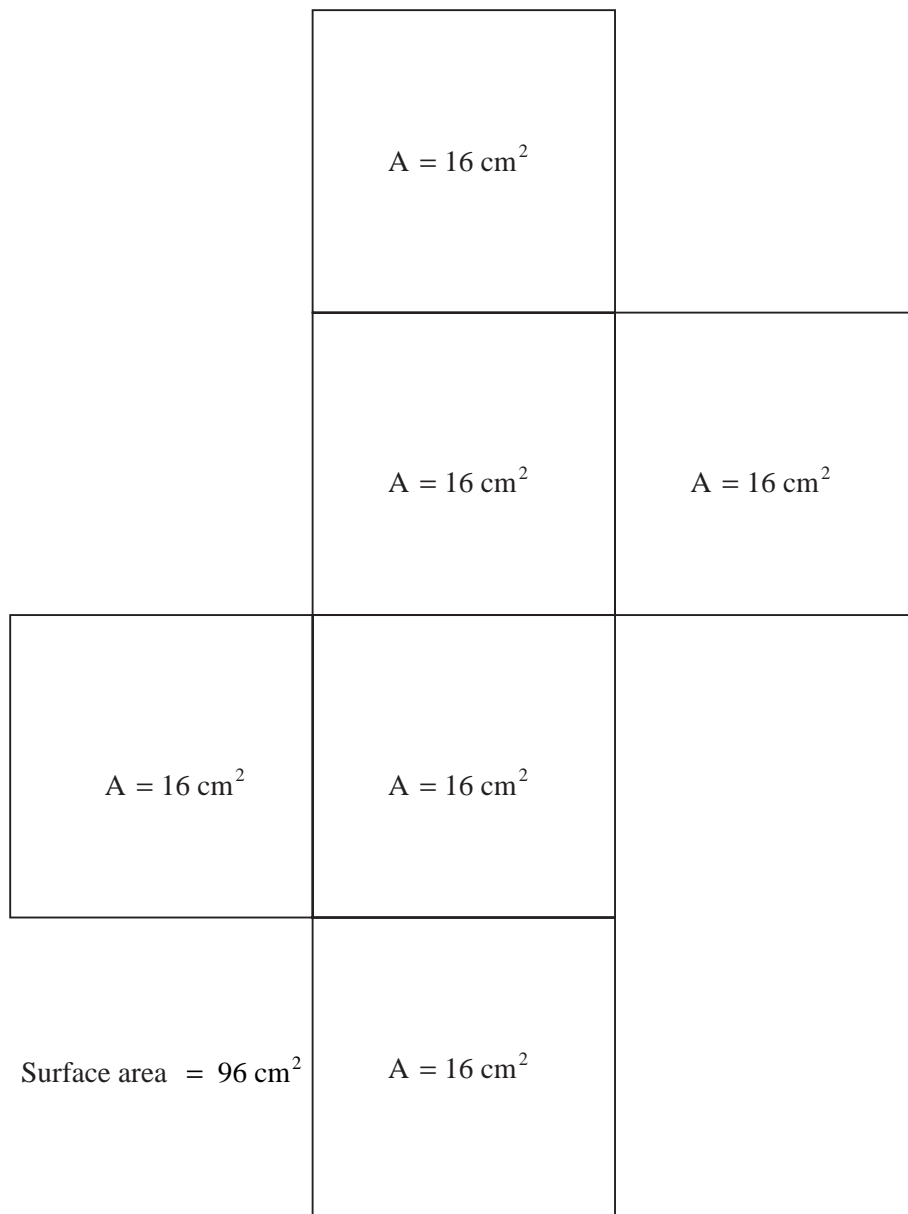 A = 16 cm²
A = 16 cm²
A = 16 cm²
A = 16 cm²
A = 16 cm²
Surface area = 96 cm²
A = 16 cm²